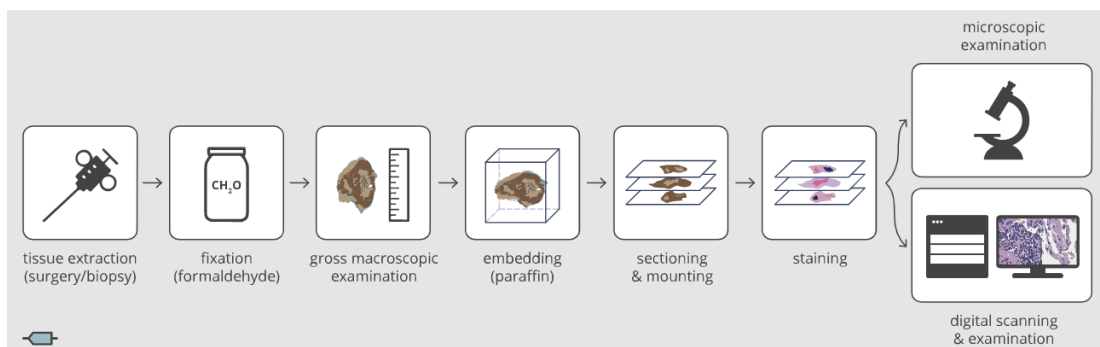 microscopic
examination
CH₂O
tissue extraction
(surgery/biopsy)
fixation
(formaldehyde)
gross macroscopic
examination
embedding
(paraffin)
sectioning
& mounting
staining
digital scanning
& examination